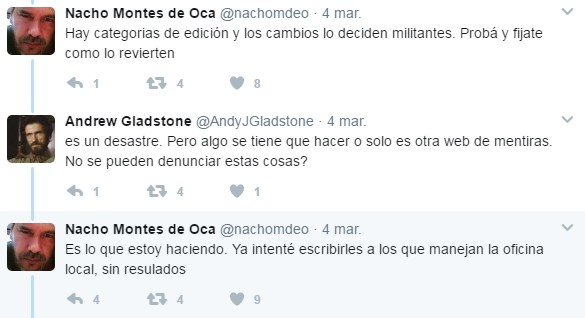 Nacho Montes de Oca @nachomdeo · 4 mar.
Hay categorias de edición y los cambios lo deciden militantes. Probá y fijate
como lo revierten
1 4 8
Andrew Gladstone @AndyJGladstone · 4 mar.
es un desastre. Pero algo se tiene que hacer o solo es otra web de mentiras.
No se pueden denunciar estas cosas?
1 4 1
Nacho Montes de Oca @nachomdeo · 4 mar.
Es lo que estoy haciendo. Ya intenté escribirles a los que manejan la oficina
local, sin resulados
4 4 9